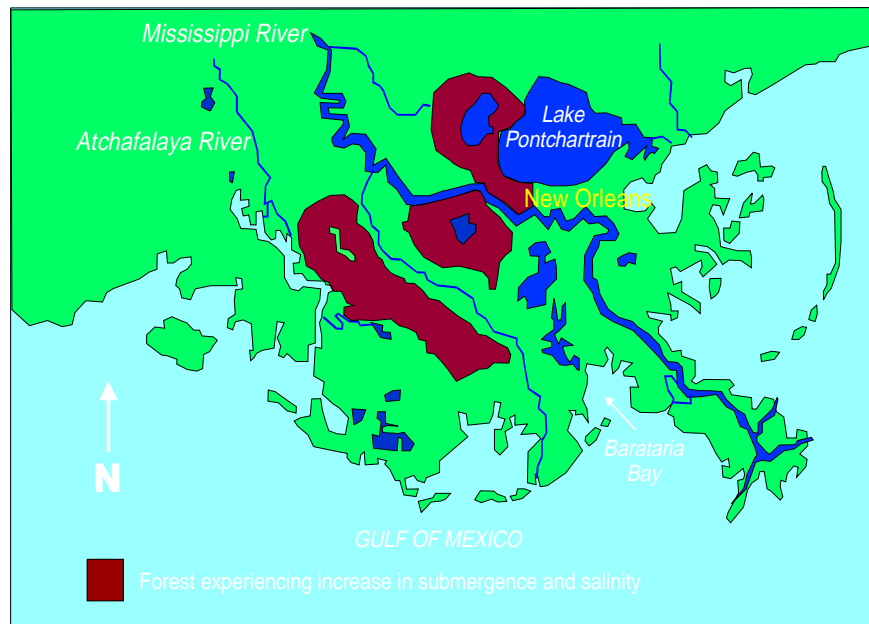 Mississippi River
Lake
Pontchartrain
Atchafalaya River
New Orleans
Barataria
Bay
N
GULF OF MEXICO
Forest experiencing increase in submergence and salinity